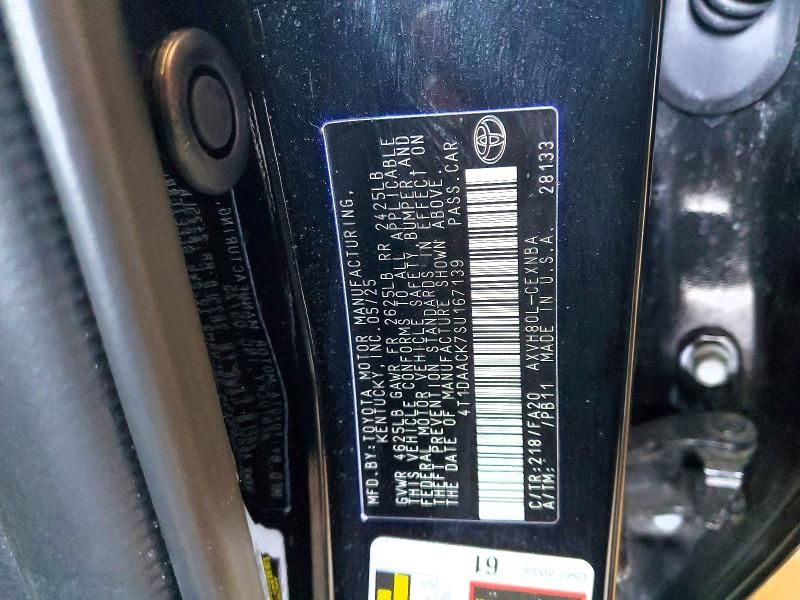 MFD.BY:TOYOTA MOTOR MANUFACTURING,
KENTUCKY, INC. 05/25
GVWR 4625LB GAWR FR 2625LB RR 2425LB
THIS VEHICLE CONFORMS TO ALL APPLICABLE
FEDERAL MOTOR VEHICLE SAFETY, BUMPER AND
THEFT PREVENTION STANDARDS IN EFFECT ON
THE DATE OF MANUFACTURE SHOWN ABOVE.
4T1DAACK7SU167139 PASS.CAR
C/TR:218/FA20 AXVH80L-CEXNBA
A/TM: /PB11 MADE IN U.S.A. 28133
61